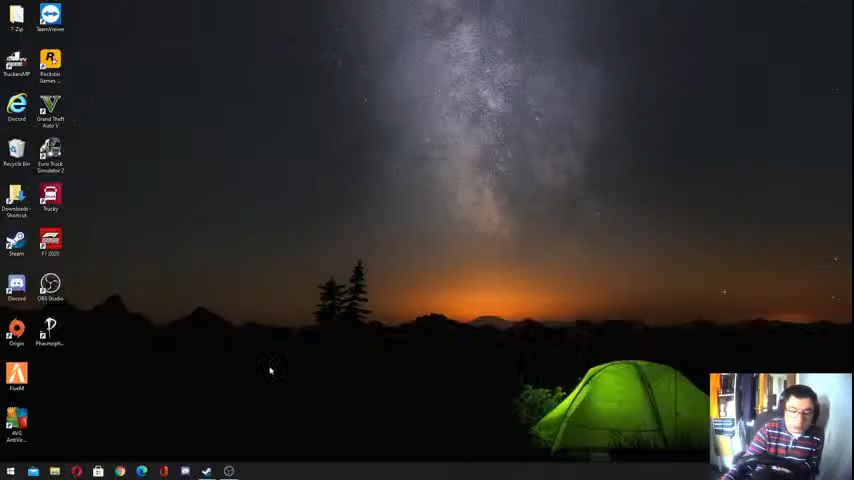 7-Zip
TeamViewer
TruckersMP
Rockstar
Games ...
Discord
Grand Theft
Auto V
Recycle Bin
Euro Truck
Simulator 2
Downloads -
Shortcut
Trucky
Steam
F1 2020
Discord
OBS Studio
Origin
Phasmoph...
FiveM
AVG
AntiVir...